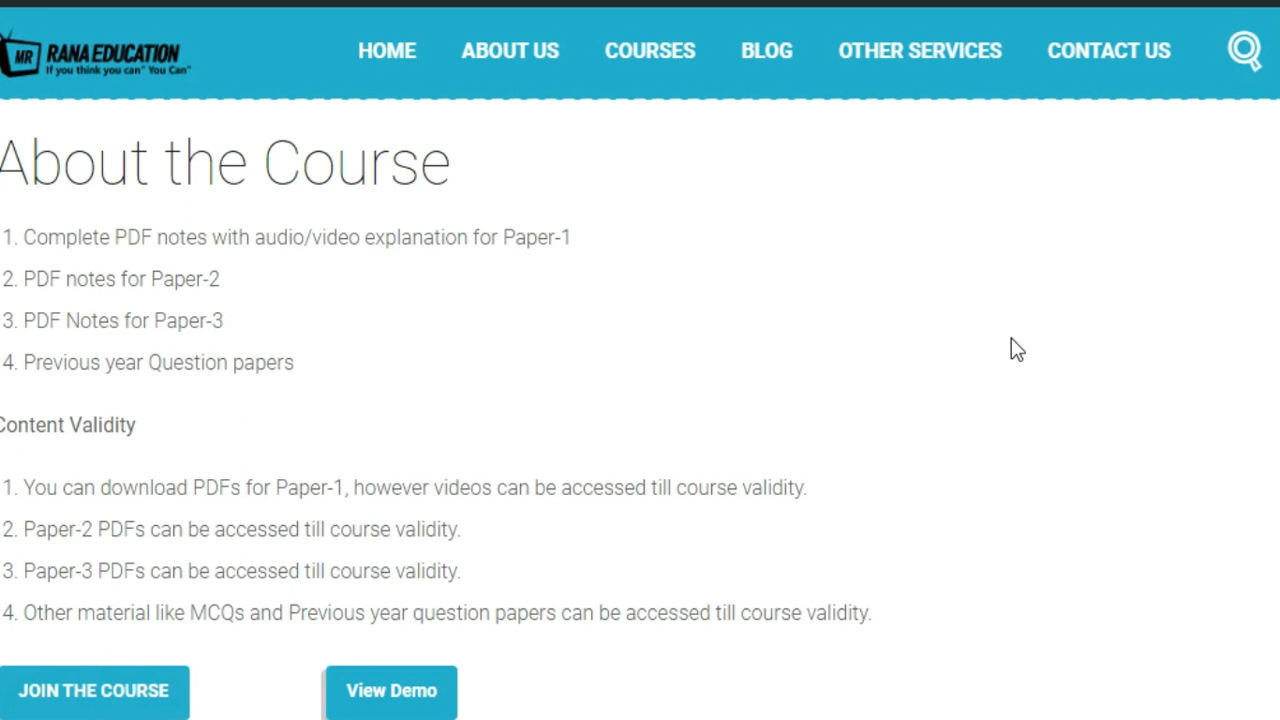 MR RANA EDUCATION
If you think you can" You Can"
HOME ABOUT US COURSES BLOG OTHER SERVICES CONTACT US
About the Course
1. Complete PDF notes with audio/video explanation for Paper-1
2. PDF notes for Paper-2
3. PDF Notes for Paper-3
4. Previous year Question papers
Content Validity
1. You can download PDFs for Paper-1, however videos can be accessed till course validity.
2. Paper-2 PDFs can be accessed till course validity.
3. Paper-3 PDFs can be accessed till course validity.
4. Other material like MCQs and Previous year question papers can be accessed till course validity.
JOIN THE COURSE View Demo